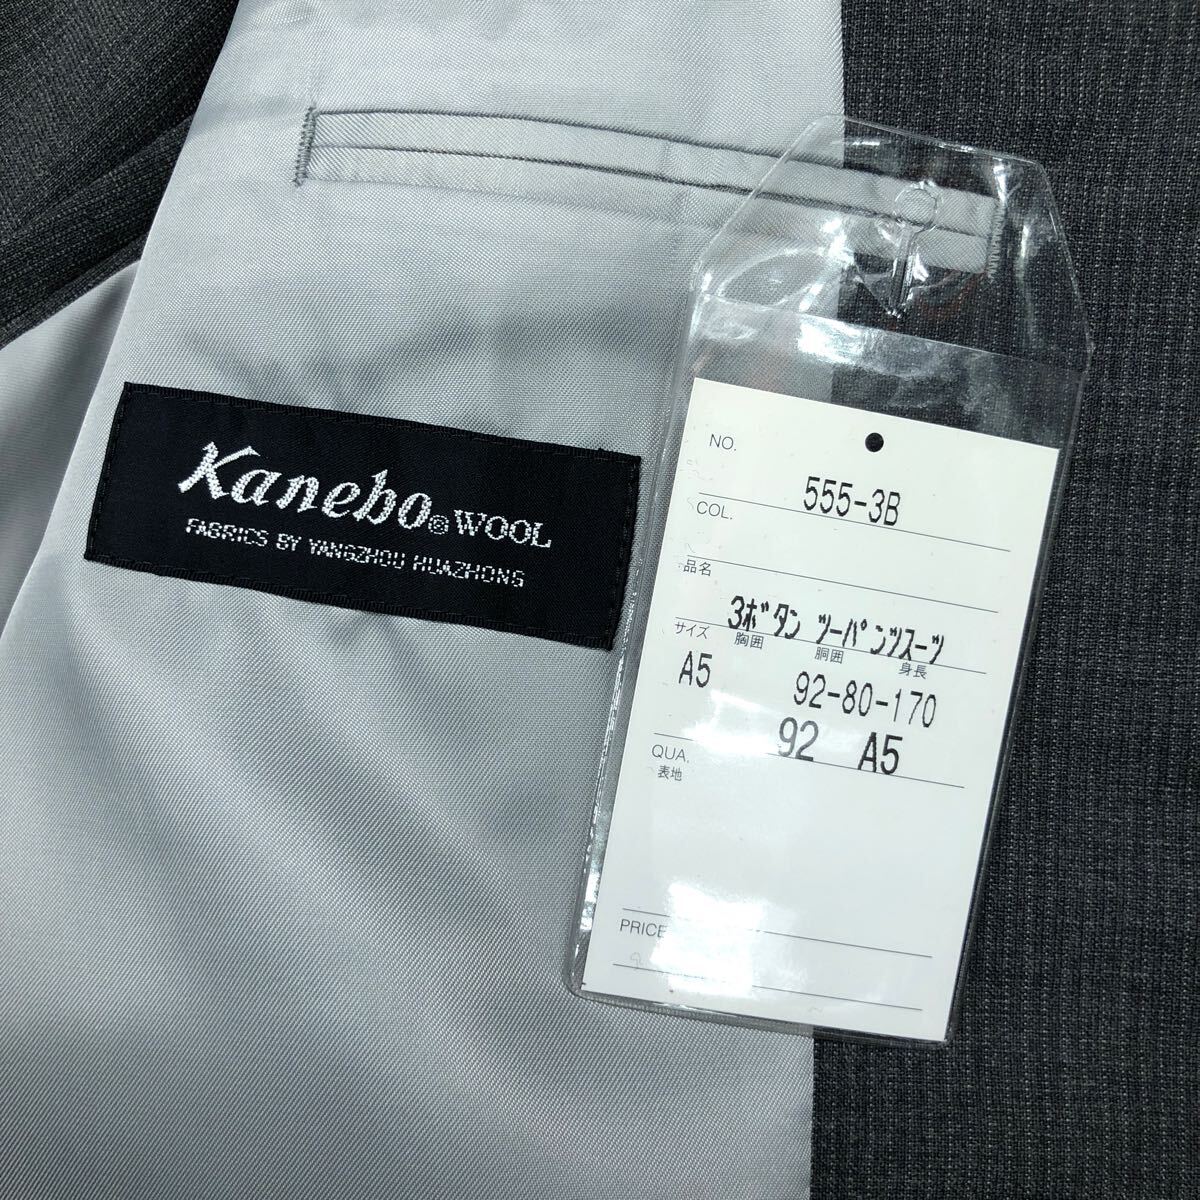 Kanebo® WOOL
FABRICS BY YANGZHOU HUAZHONG
NO.
555-3B
COL.
品名
3ボタン ツーパンツスーツ
サイズ 胸囲 胴囲 身長
A5 92-80-170
92 A5
QUA.
表地
PRICE